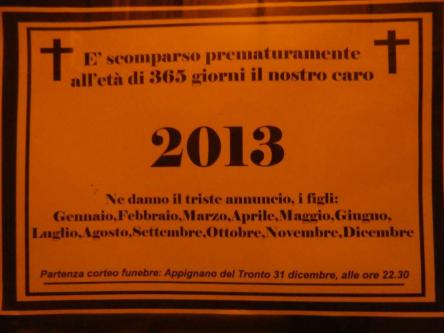 E' scomparso prematuramente
all'età di 365 giorni il nostro caro
2013
Ne danno il triste annuncio, i figli:
Gennaio,Febbraio,Marzo,Aprile,Maggio,Giugno,
Luglio,Agosto,Settembre,Ottobre,Novembre,Dicembre
Partenza corteo funebre: Appignano del Tronto 31 dicembre, alle ore 22.30